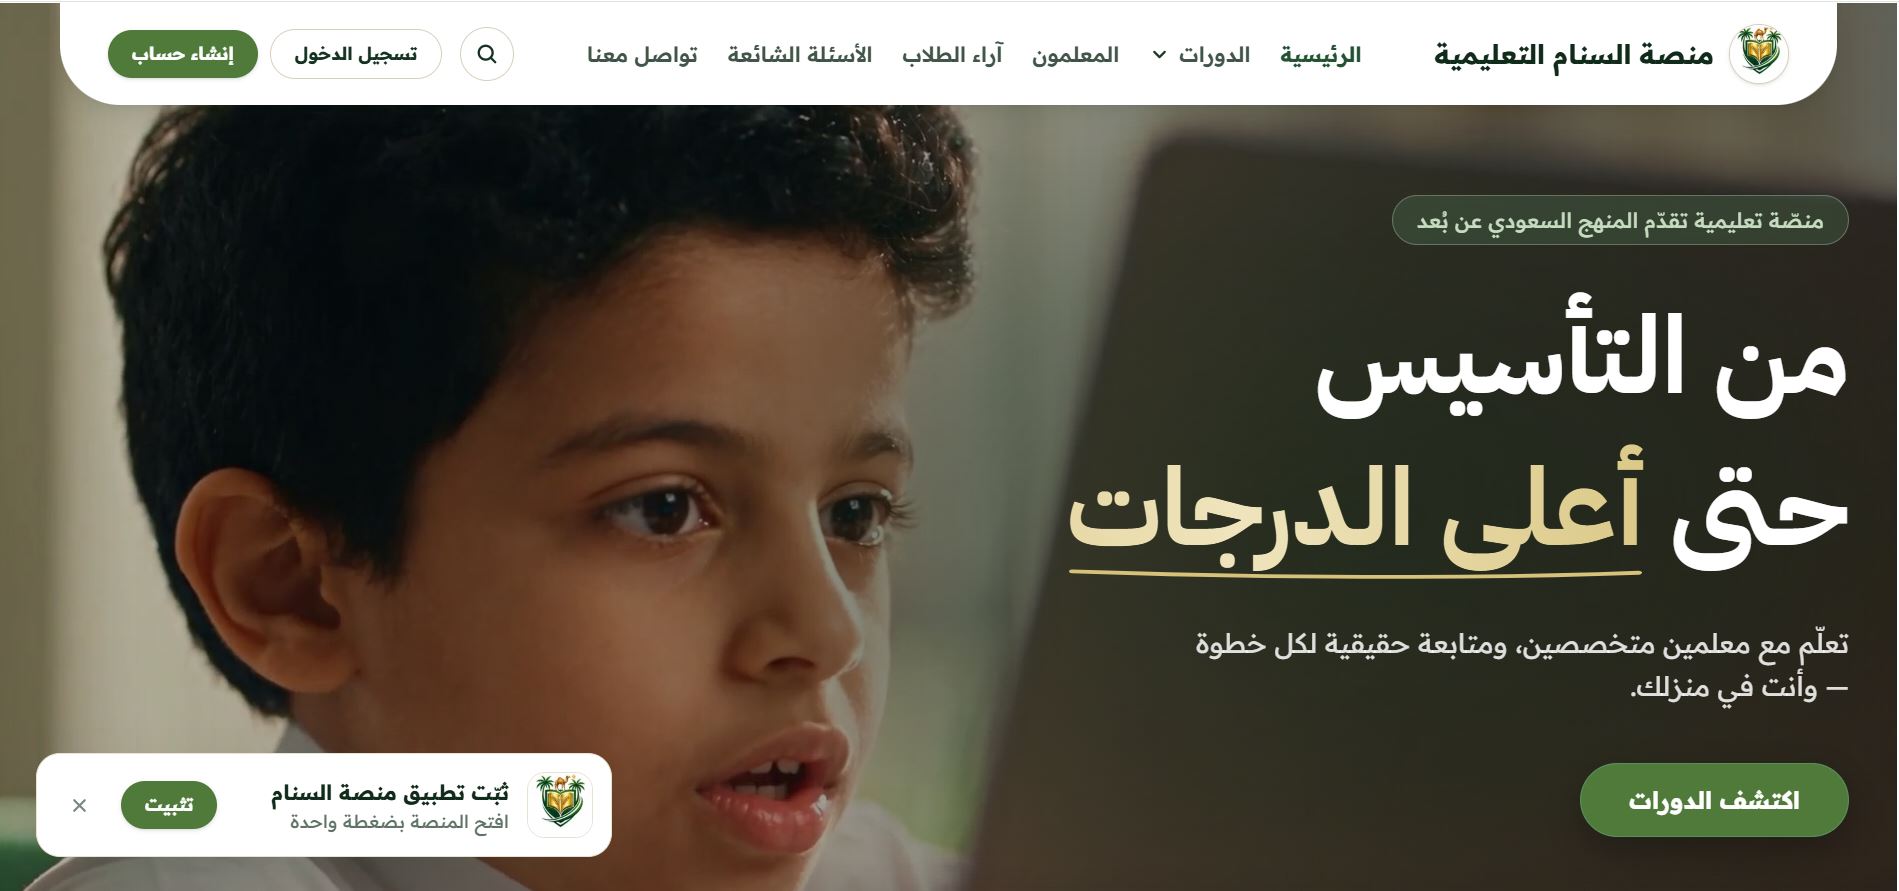 منصة السنام التعليمية
الرئيسية
الدورات
المعلمون
آراء الطلاب
الأسئلة الشائعة
تواصل معنا
تسجيل الدخول
إنشاء حساب
منصّة تعليمية تقدّم المنهج السعودي عن بُعد
من التأسيس
حتى أعلى الدرجات
تعلّم مع معلمين متخصصين، ومتابعة حقيقية لكل خطوة
— وأنت في منزلك.
اكتشف الدورات
ثبّت تطبيق منصة السنام
افتح المنصة بضغطة واحدة
تثبيت